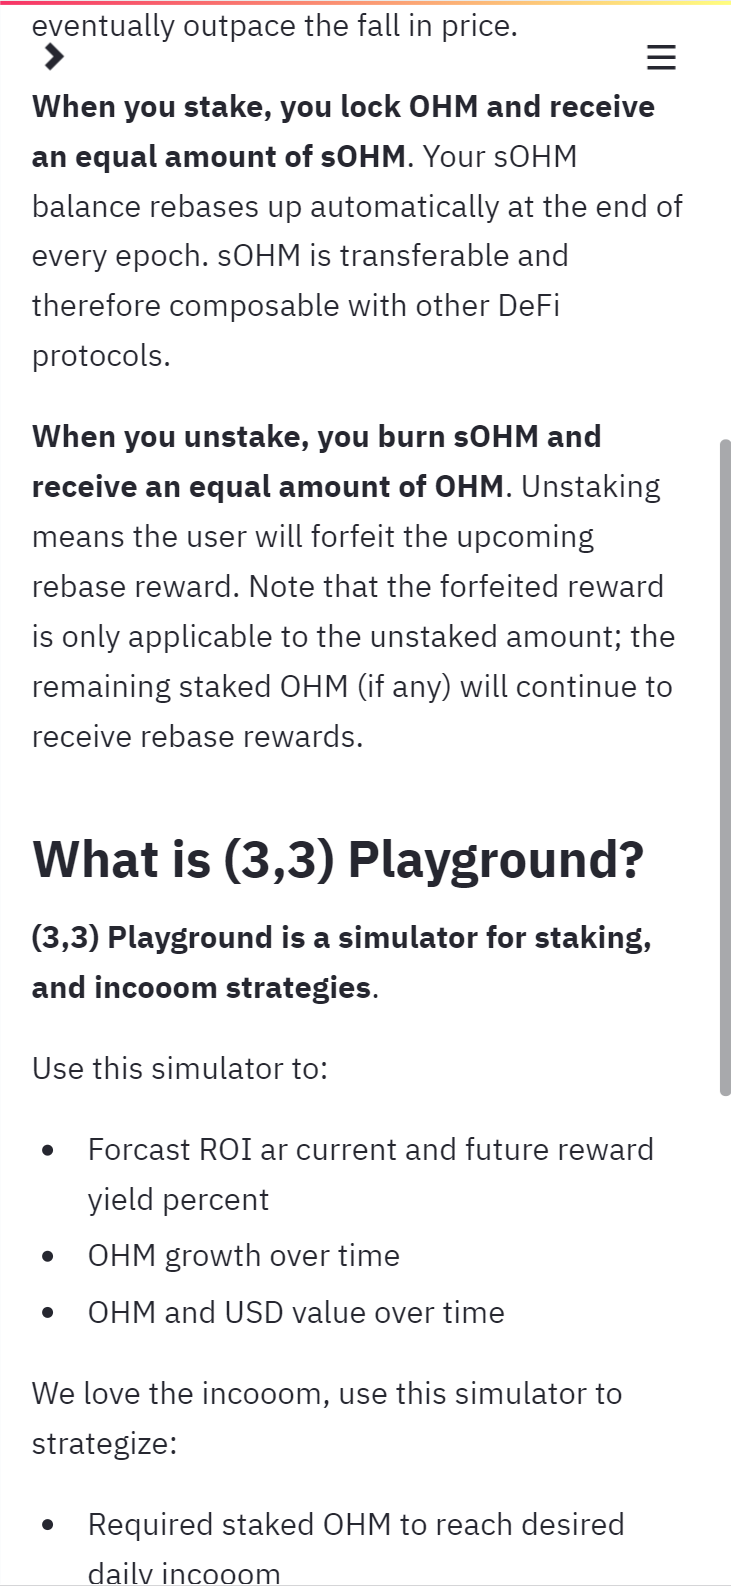 eventually outpace the fall in price.
When you stake, you lock OHM and receive
an equal amount of sOHM. Your sOHM
balance rebases up automatically at the end of
every epoch. sOHM is transferable and
therefore composable with other DeFi
protocols.
When you unstake, you burn sOHM and
receive an equal amount of OHM. Unstaking
means the user will forfeit the upcoming
rebase reward. Note that the forfeited reward
is only applicable to the unstaked amount; the
remaining staked OHM (if any) will continue to
receive rebase rewards.
What is (3,3) Playground?
(3,3) Playground is a simulator for staking,
and incooom strategies.
Use this simulator to:
• Forcast ROI ar current and future reward
yield percent
• OHM growth over time
• OHM and USD value over time
We love the incooom, use this simulator to
strategize:
• Required staked OHM to reach desired
daily incooom